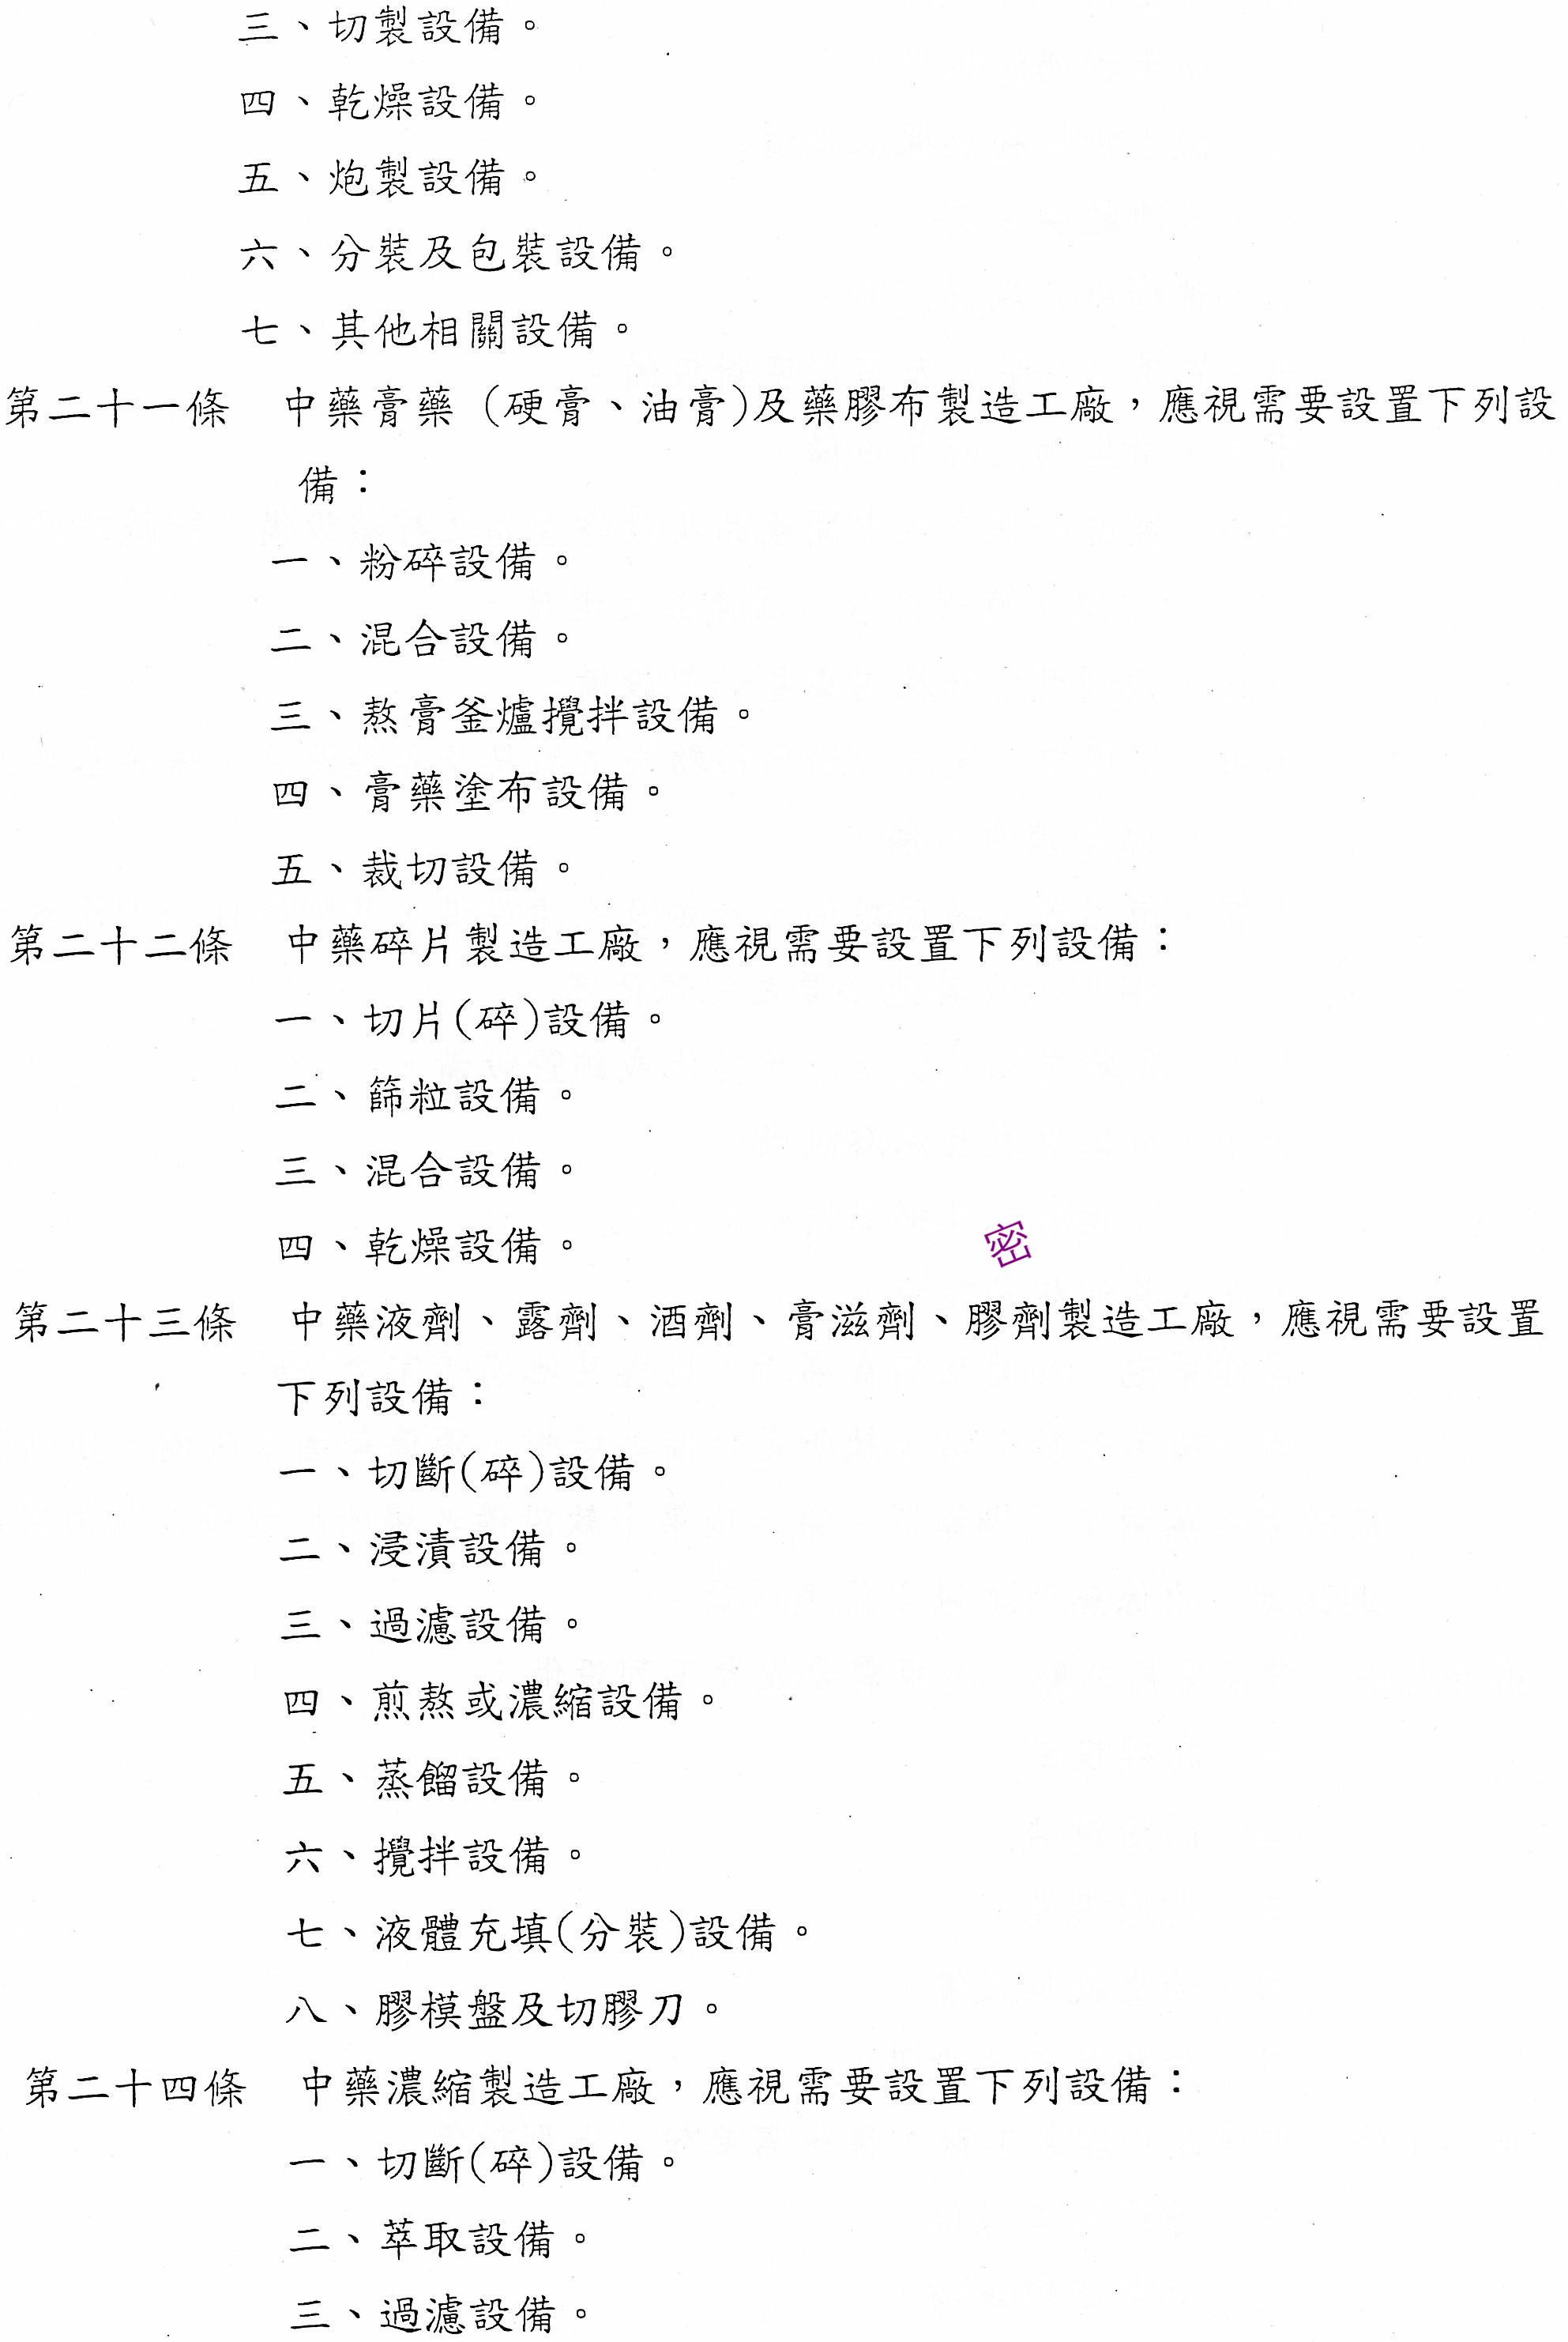 三、切製設備。
四、乾燥設備。
五、炮製設備。
六、分裝及包裝設備。
七、其他相關設備。
第二十一條　中藥膏藥（硬膏、油膏)及藥膠布製造工廠，應視需要設置下列設
備：
一、粉碎設備。
二、混合設備。
三、熬膏釜爐攪拌設備。
四、膏藥塗布設備。
五、裁切設備。
第二十二條　中藥碎片製造工廠，應視需要設置下列設備：
一、切片(碎)設備。
二、篩粒設備。
三、混合設備。
四、乾燥設備。
密
第二十三條　中藥液劑、露劑、酒劑、膏滋劑、膠劑製造工廠，應視需要設置
下列設備：
一、切斷(碎)設備。
二、浸漬設備。
三、過濾設備。
四、煎熬或濃縮設備。
五、蒸餾設備。
六、攪拌設備。
七、液體充填(分裝)設備。
八、膠模盤及切膠刀。
第二十四條　中藥濃縮製造工廠，應視需要設置下列設備：
一、切斷(碎)設備。
二、萃取設備。
三、過濾設備。